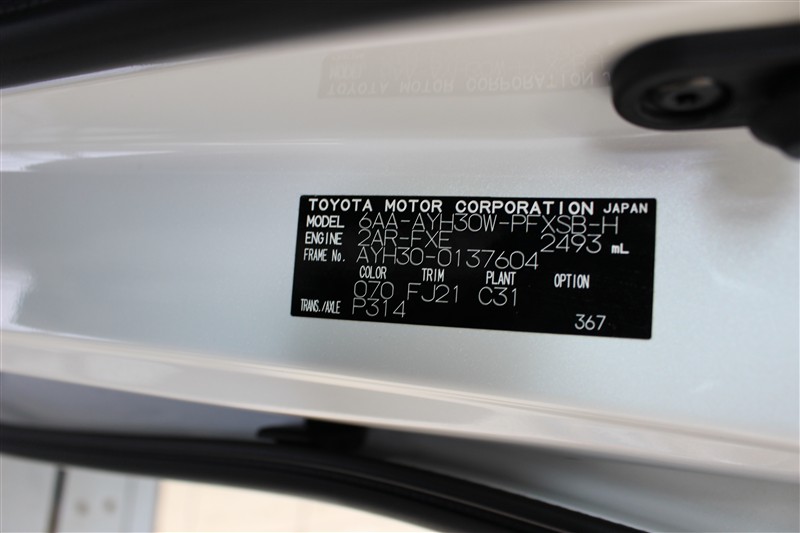 TOYOTA MOTOR CORPORATION JAPAN
MODEL 6AA-AYH30W-PFXSB-H
ENGINE 2AR-FXE 2493 mL
FRAME No. AYH30-0137604
COLOR TRIM PLANT OPTION
070 FJ21 C31
TRANS./AXLE P314
367